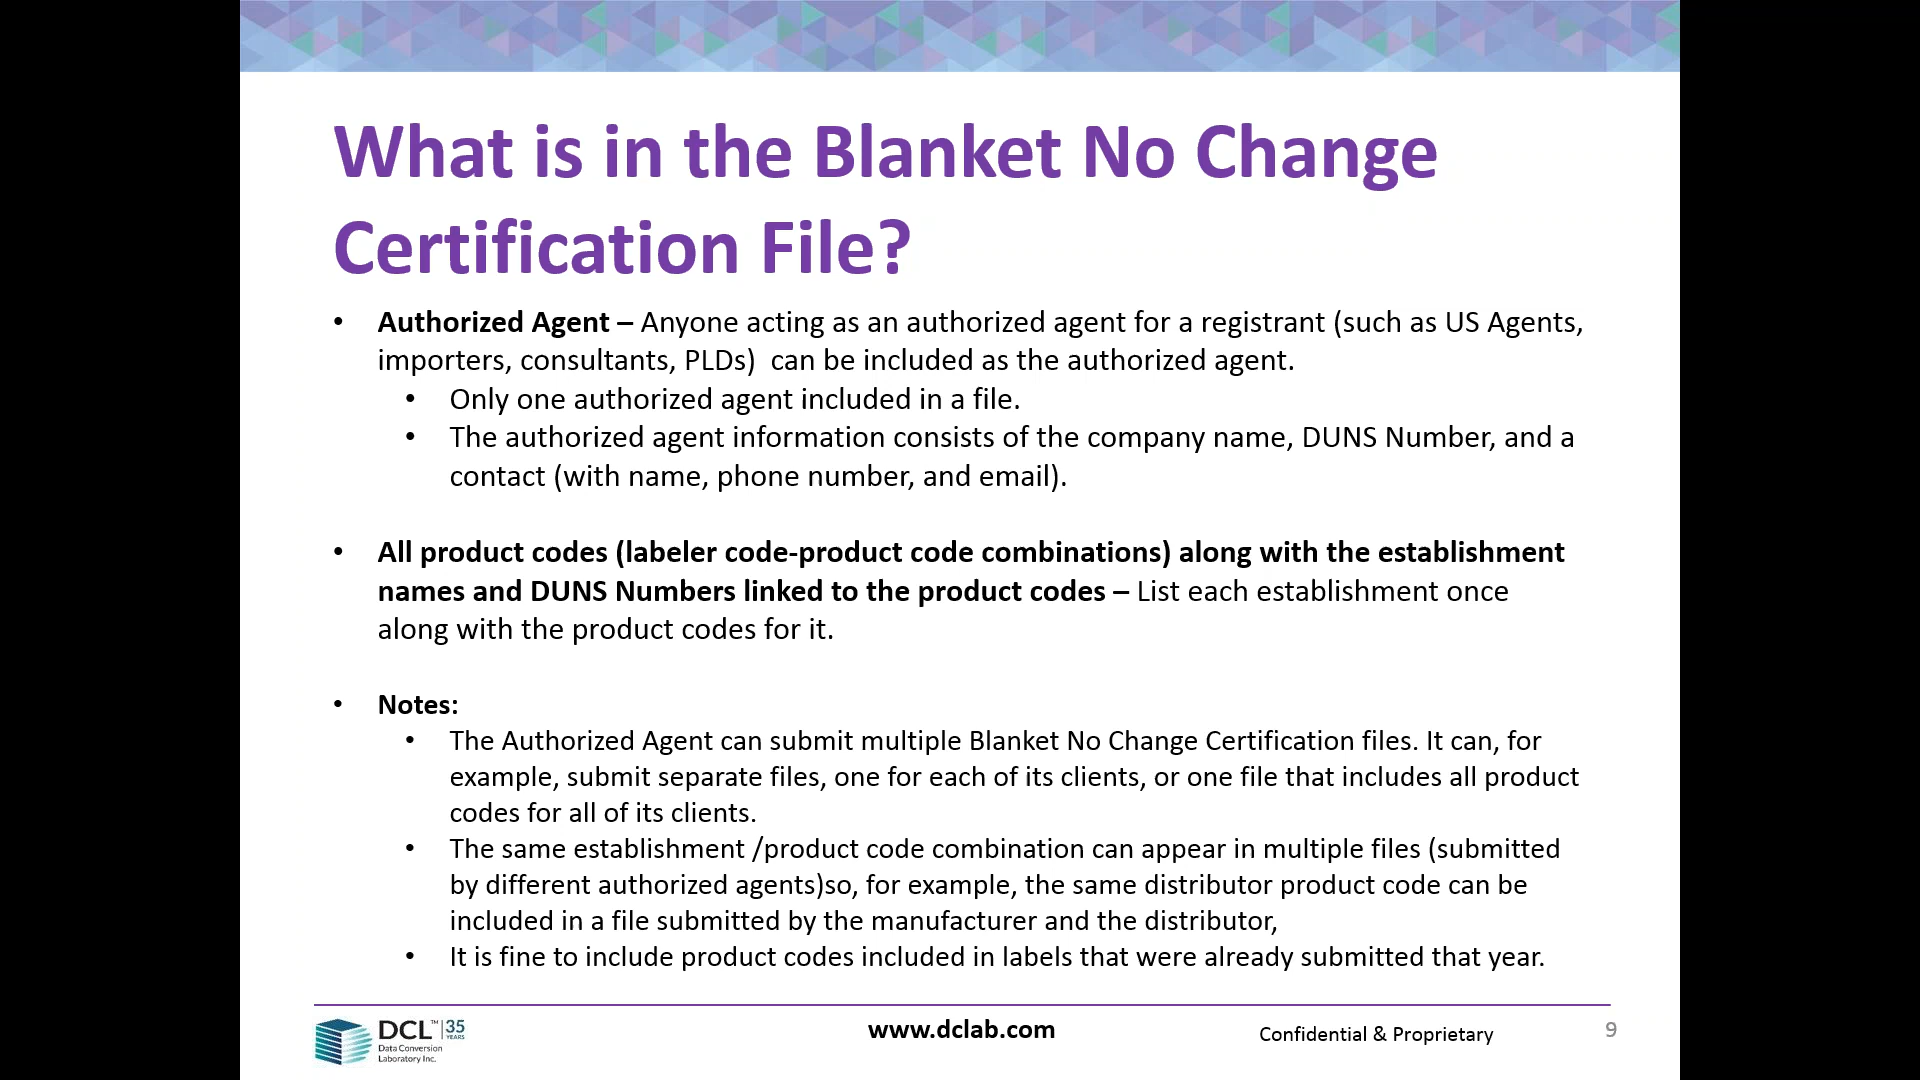 What is in the Blanket No Change
Certification File?
• Authorized Agent – Anyone acting as an authorized agent for a registrant (such as US Agents,
importers, consultants, PLDs)  can be included as the authorized agent.
• Only one authorized agent included in a file.
• The authorized agent information consists of the company name, DUNS Number, and a
contact (with name, phone number, and email).
• All product codes (labeler code-product code combinations) along with the establishment
names and DUNS Numbers linked to the product codes – List each establishment once
along with the product codes for it.
• Notes:
• The Authorized Agent can submit multiple Blanket No Change Certification files. It can, for
example, submit separate files, one for each of its clients, or one file that includes all product
codes for all of its clients.
• The same establishment /product code combination can appear in multiple files (submitted
by different authorized agents)so, for example, the same distributor product code can be
included in a file submitted by the manufacturer and the distributor,
• It is fine to include product codes included in labels that were already submitted that year.
DCL™ 35 YEARS
Data Conversion
Laboratory Inc.
www.dclab.com
Confidential & Proprietary
9